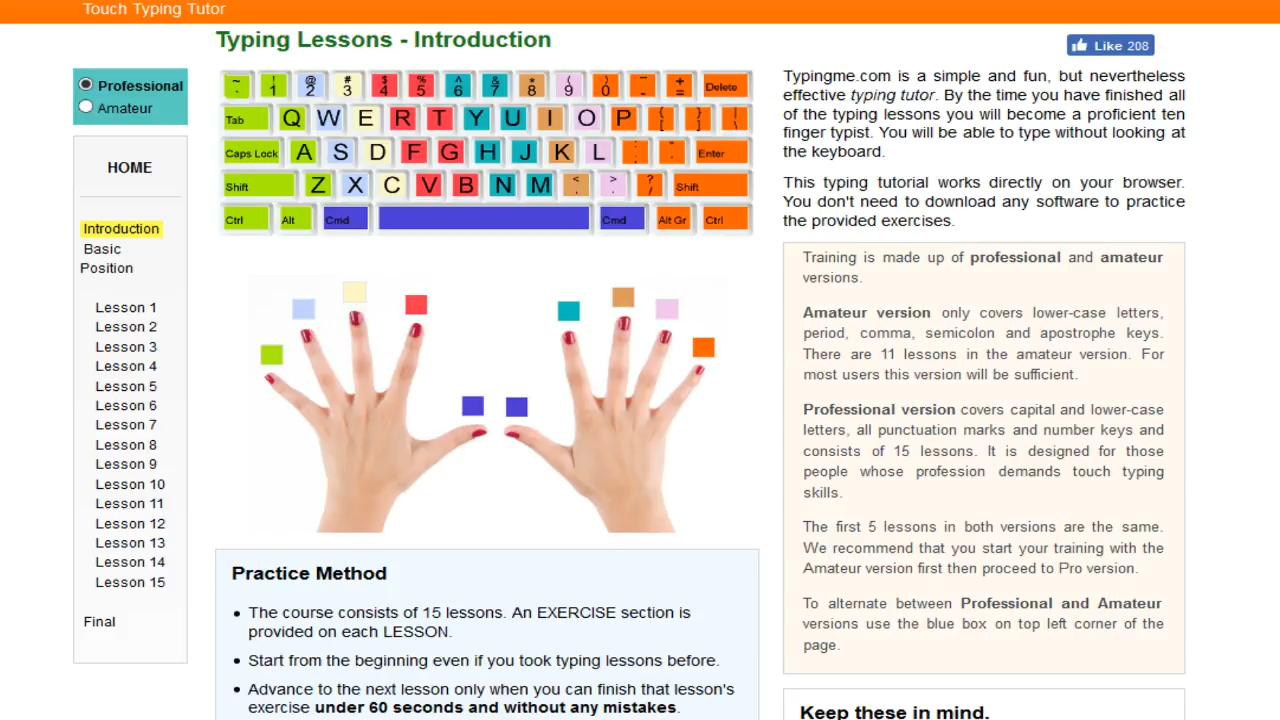 Touch Typing Tutor
Typing Lessons - Introduction
Like 208
Professional
Amateur
HOME
Introduction
Basic
Position
Lesson 1
Lesson 2
Lesson 3
Lesson 4
Lesson 5
Lesson 6
Lesson 7
Lesson 8
Lesson 9
Lesson 10
Lesson 11
Lesson 12
Lesson 13
Lesson 14
Lesson 15
Final
~ ! @ # $ % ^ & * ( ) - +
` 1 2 3 4 5 6 7 8 9 0 - = Delete
Tab Q W E R T Y U I O P { [ } ] | \
Caps Lock A S D F G H J K L : ; " ' Enter
Shift Z X C V B N M < , > . ? / Shift
Ctrl Alt Cmd Cmd Alt Gr Ctrl
Practice Method
• The course consists of 15 lessons. An EXERCISE section is
provided on each LESSON.
• Start from the beginning even if you took typing lessons before.
• Advance to the next lesson only when you can finish that lesson's
exercise under 60 seconds and without any mistakes.
Typingme.com is a simple and fun, but nevertheless
effective typing tutor. By the time you have finished all
of the typing lessons you will become a proficient ten
finger typist. You will be able to type without looking at
the keyboard.
This typing tutorial works directly on your browser.
You don't need to download any software to practice
the provided exercises.
Training is made up of professional and amateur
versions.
Amateur version only covers lower-case letters,
period, comma, semicolon and apostrophe keys.
There are 11 lessons in the amateur version. For
most users this version will be sufficient.
Professional version covers capital and lower-case
letters, all punctuation marks and number keys and
consists of 15 lessons. It is designed for those
people whose profession demands touch typing
skills.
The first 5 lessons in both versions are the same.
We recommend that you start your training with the
Amateur version first then proceed to Pro version.
To alternate between Professional and Amateur
versions use the blue box on top left corner of the
page.
Keep these in mind.